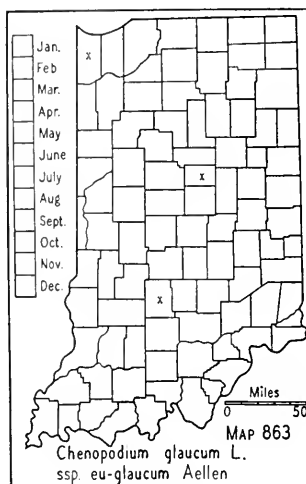 Jan.
Feb
Mar.
Apr.
May
June
July
Aug
Sept.
Oct.
Nov.
Dec.
x
x
x
Miles
0 50
MAP 863
Chenopodium glaucum L.
ssp. eu-glaucum Aellen